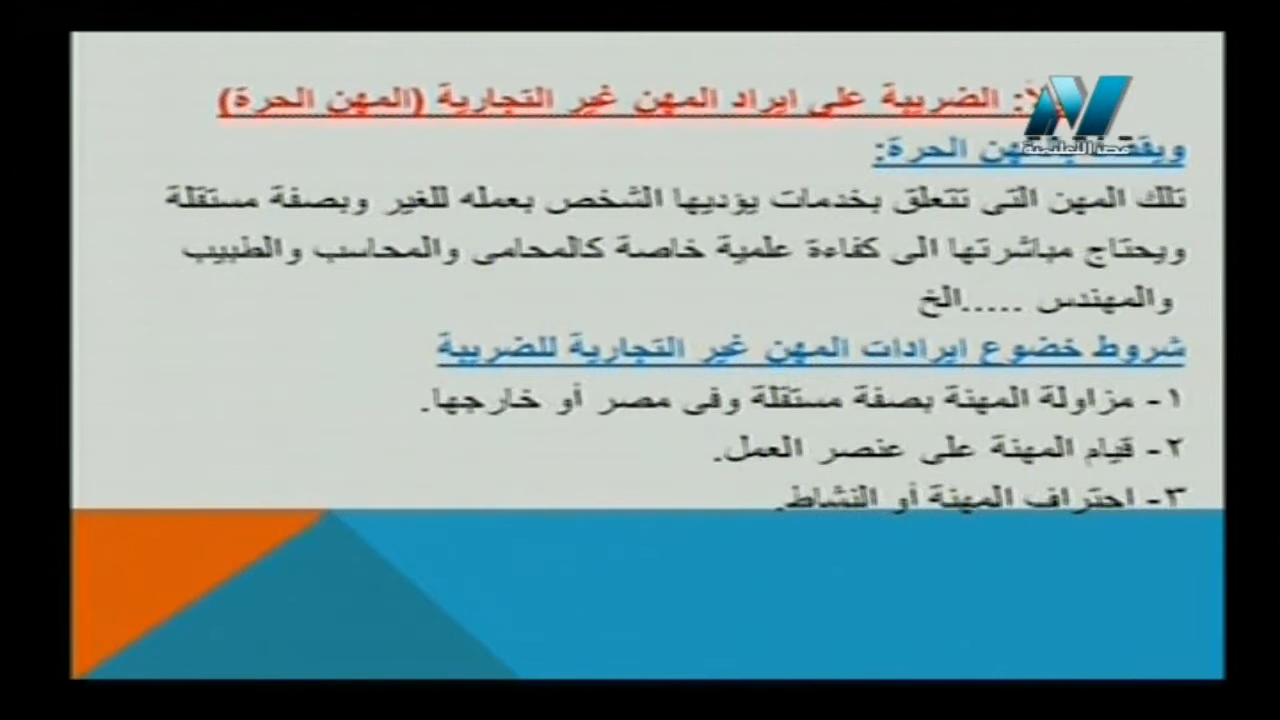 الضريبة على ايراد المهن غير التجارية (المهن الحرة)
الحرة:
تلك المهن التى تتعلق بخدمات يؤديها الشخص بعمله للغير وبصفة مستقلة
ويحتاج مباشرتها الى كفاءة علمية خاصة كالمحامى والمحاسب والطبيب
والمهندس .....الخ
شروط خضوع ايرادات المهن غير التجارية للضريبة
١- مزاولة المهنة بصفة مستقلة وفى مصر أو خارجها.
٢- قيام المهنة على عنصر العمل.
٣- احتراف المهنة أو النشاط.
مصر التعليمية